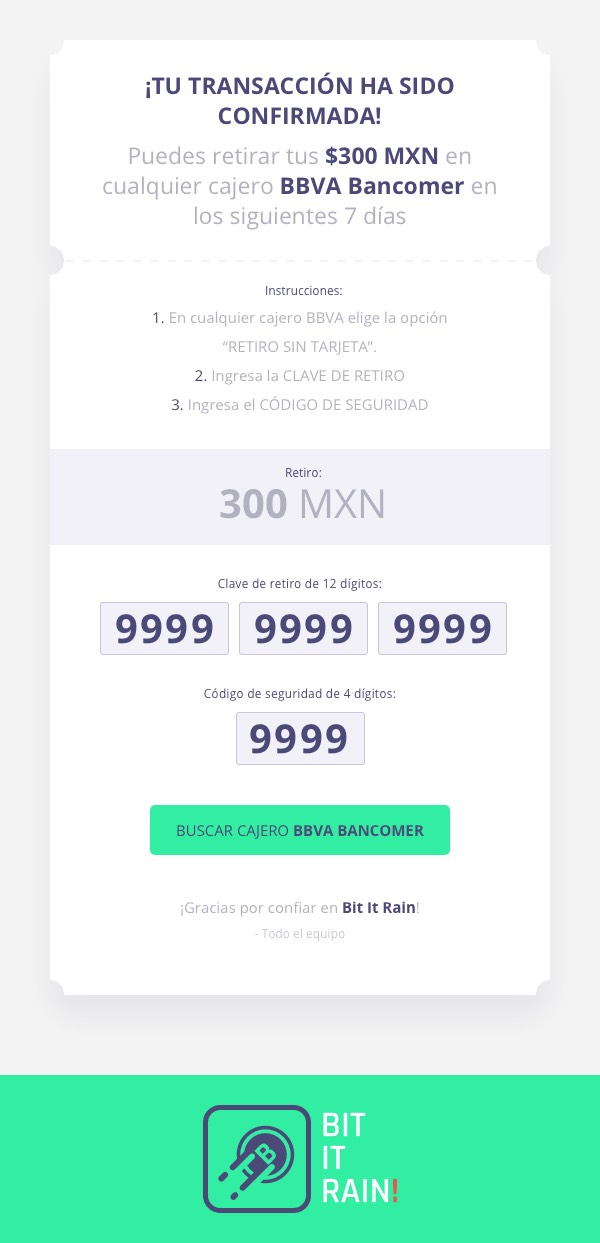 ¡TU TRANSACCIÓN HA SIDO
CONFIRMADA!
Puedes retirar tus $300 MXN en
cualquier cajero BBVA Bancomer en
los siguientes 7 días
Instrucciones:
1. En cualquier cajero BBVA elige la opción
“RETIRO SIN TARJETA”.
2. Ingresa la CLAVE DE RETIRO
3. Ingresa el CÓDIGO DE SEGURIDAD
Retiro:
300 MXN
Clave de retiro de 12 dígitos:
9999 9999 9999
Código de seguridad de 4 dígitos:
9999
BUSCAR CAJERO BBVA BANCOMER
¡Gracias por confiar en Bit It Rain!
- Todo el equipo
BIT
IT
RAIN!